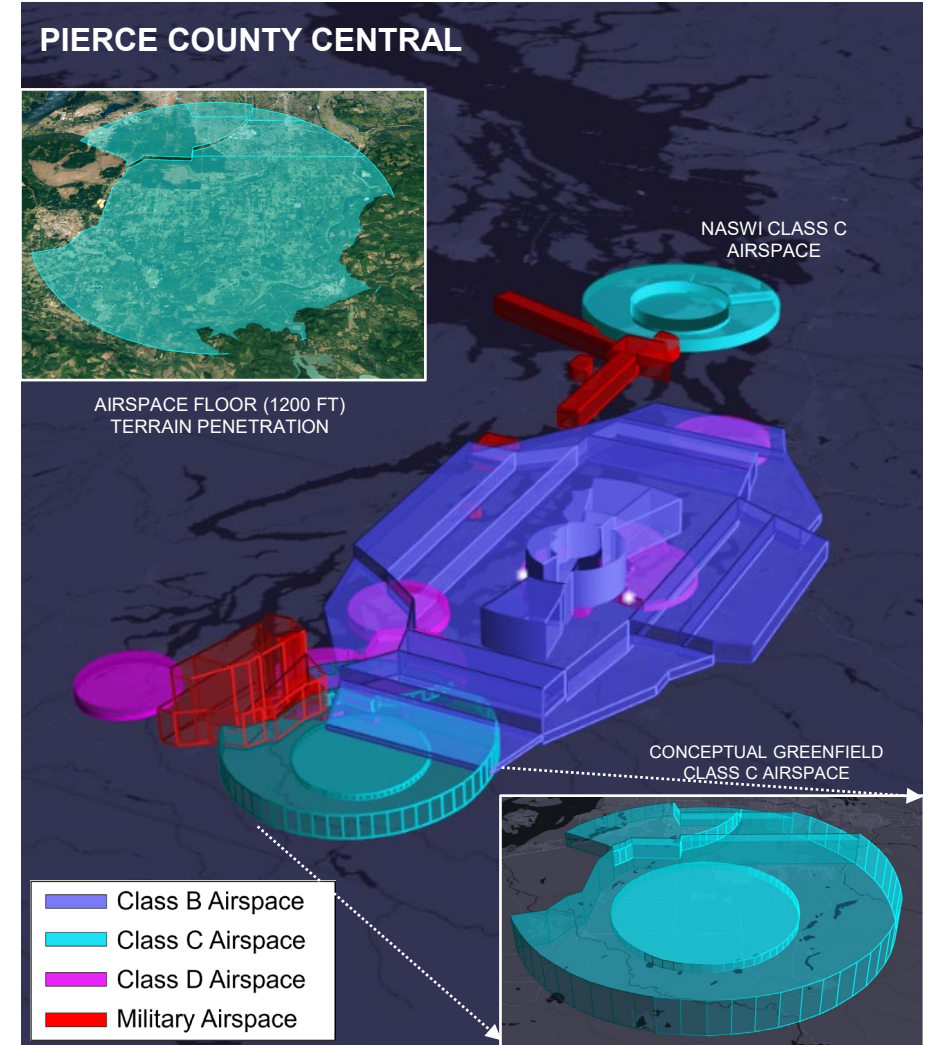 PIERCE COUNTY CENTRAL
NASWI CLASS C
AIRSPACE
AIRSPACE FLOOR (1200 FT)
TERRAIN PENETRATION
CONCEPTUAL GREENFIELD
CLASS C AIRSPACE
Class B Airspace
Class C Airspace
Class D Airspace
Military Airspace